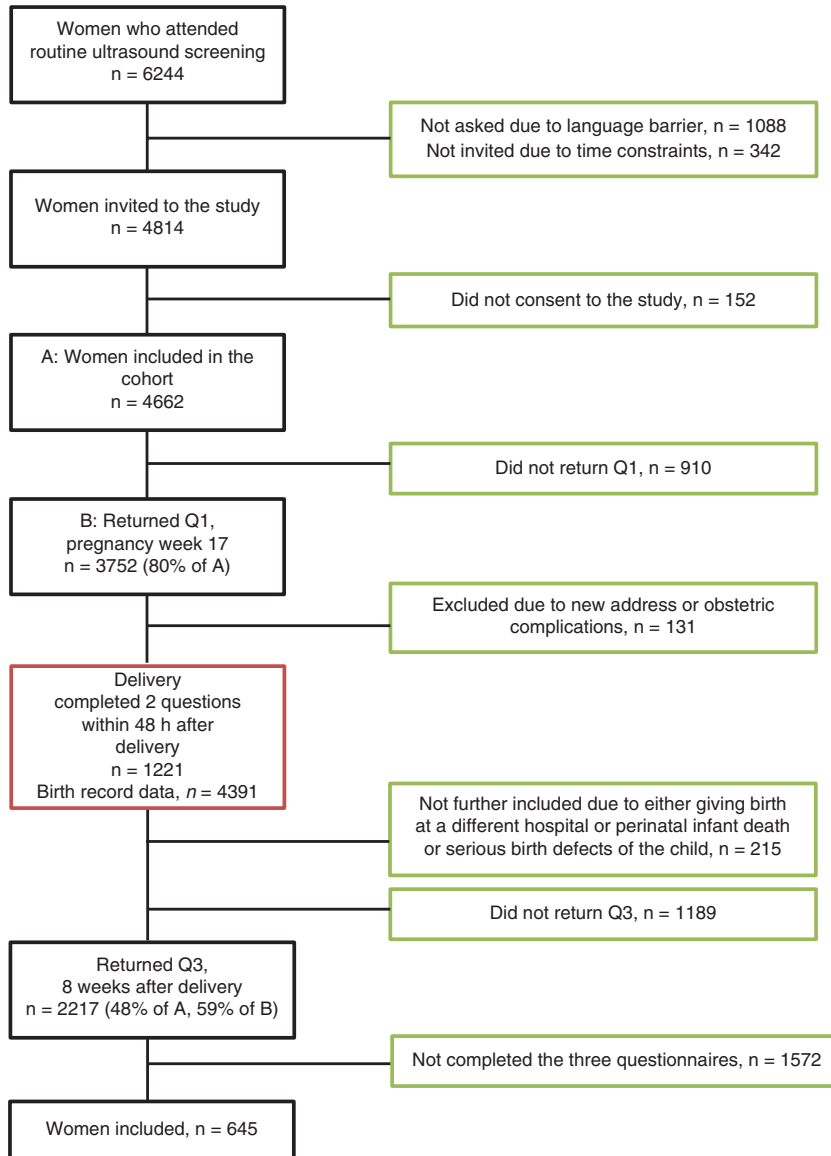 Women who attended
routine ultrasound screening
n = 6244
Not asked due to language barrier, n = 1088
Not invited due to time constraints, n = 342
Women invited to the study
n = 4814
Did not consent to the study, n = 152
A: Women included in the
cohort
n = 4662
Did not return Q1, n = 910
B: Returned Q1,
pregnancy week 17
n = 3752 (80% of A)
Excluded due to new address or obstetric
complications, n = 131
Delivery
completed 2 questions
within 48 h after
delivery
n = 1221
Birth record data, n = 4391
Not further included due to either giving birth
at a different hospital or perinatal infant death
or serious birth defects of the child, n = 215
Did not return Q3, n = 1189
Returned Q3,
8 weeks after delivery
n = 2217 (48% of A, 59% of B)
Not completed the three questionnaires, n = 1572
Women included, n = 645